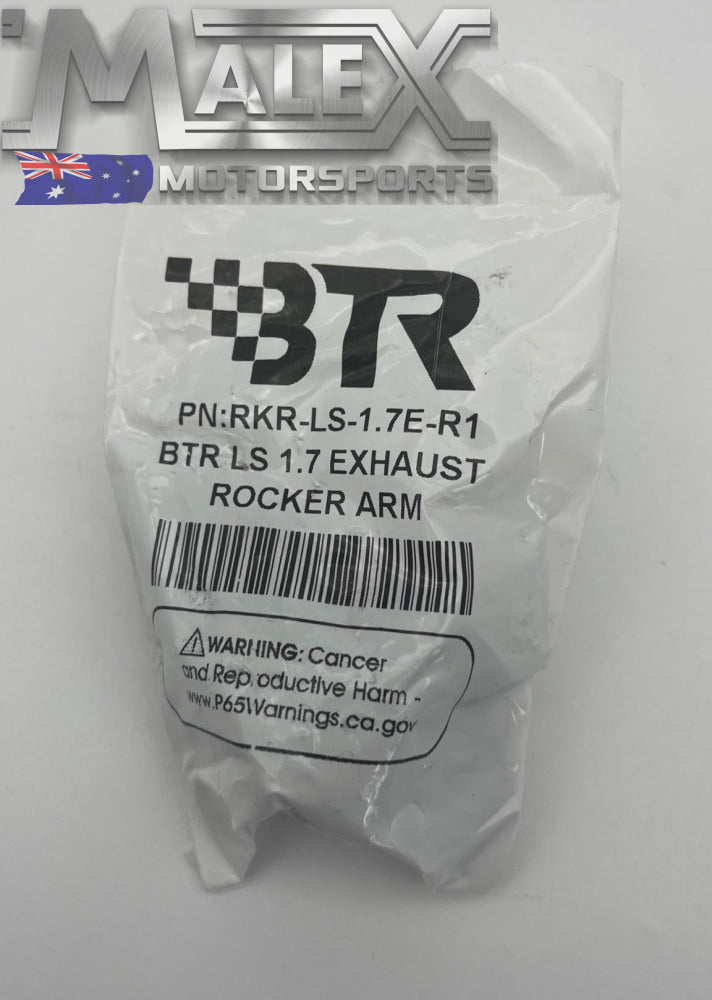 MALEX
MOTORSPORTS
BTR
PN:RKR-LS-1.7E-R1
BTR LS 1.7 EXHAUST
ROCKER ARM
WARNING: Cancer
and Reproductive Harm -
www.P65Warnings.ca.gov